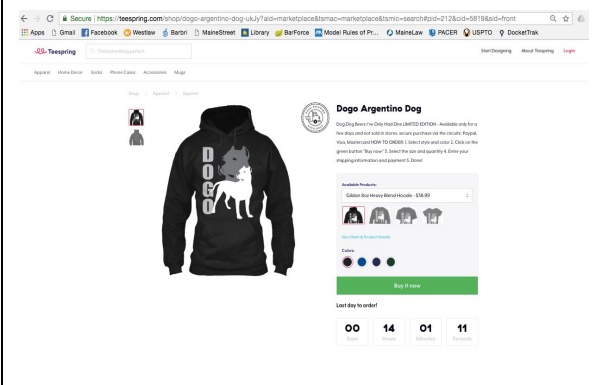 Secure | https://teespring.com/shop/dogo-argentino-dog-ukJy?aid=marketplace&tsmac=marketplace&tsmic=search#pid=212&cid=5819&sid=front
Apps Gmail Facebook Westlaw Barbri MaineStreet Library BarForce Model Rules of Pr... MaineLaw PACER USPTO DocketTrak
Teespring
Start Designing About Teespring Login
Apparel Home Decor Socks Phone Cases Accessories Mugs
Shop / Apparel / Apparel
DOGO
Dogo Argentino Dog
Dog Dog Beers I've Only Had One LIMITED EDITION - Available only for a
few days and not sold in stores. secure purchase via the circuits: Paypal,
Visa, Mastercard HOW TO ORDER: 1. Select style and color 2. Click on the
green button "Buy now" 3. Select the size and quantity 4. Enter your
shipping information and payment 5. Done!
Available Products:
Gildan 8oz Heavy Blend Hoodie - $38.99
Size Chart & Product Details
Colors:
Buy it now
Last day to order!
00 14 01 11
Days Hours Minutes Seconds